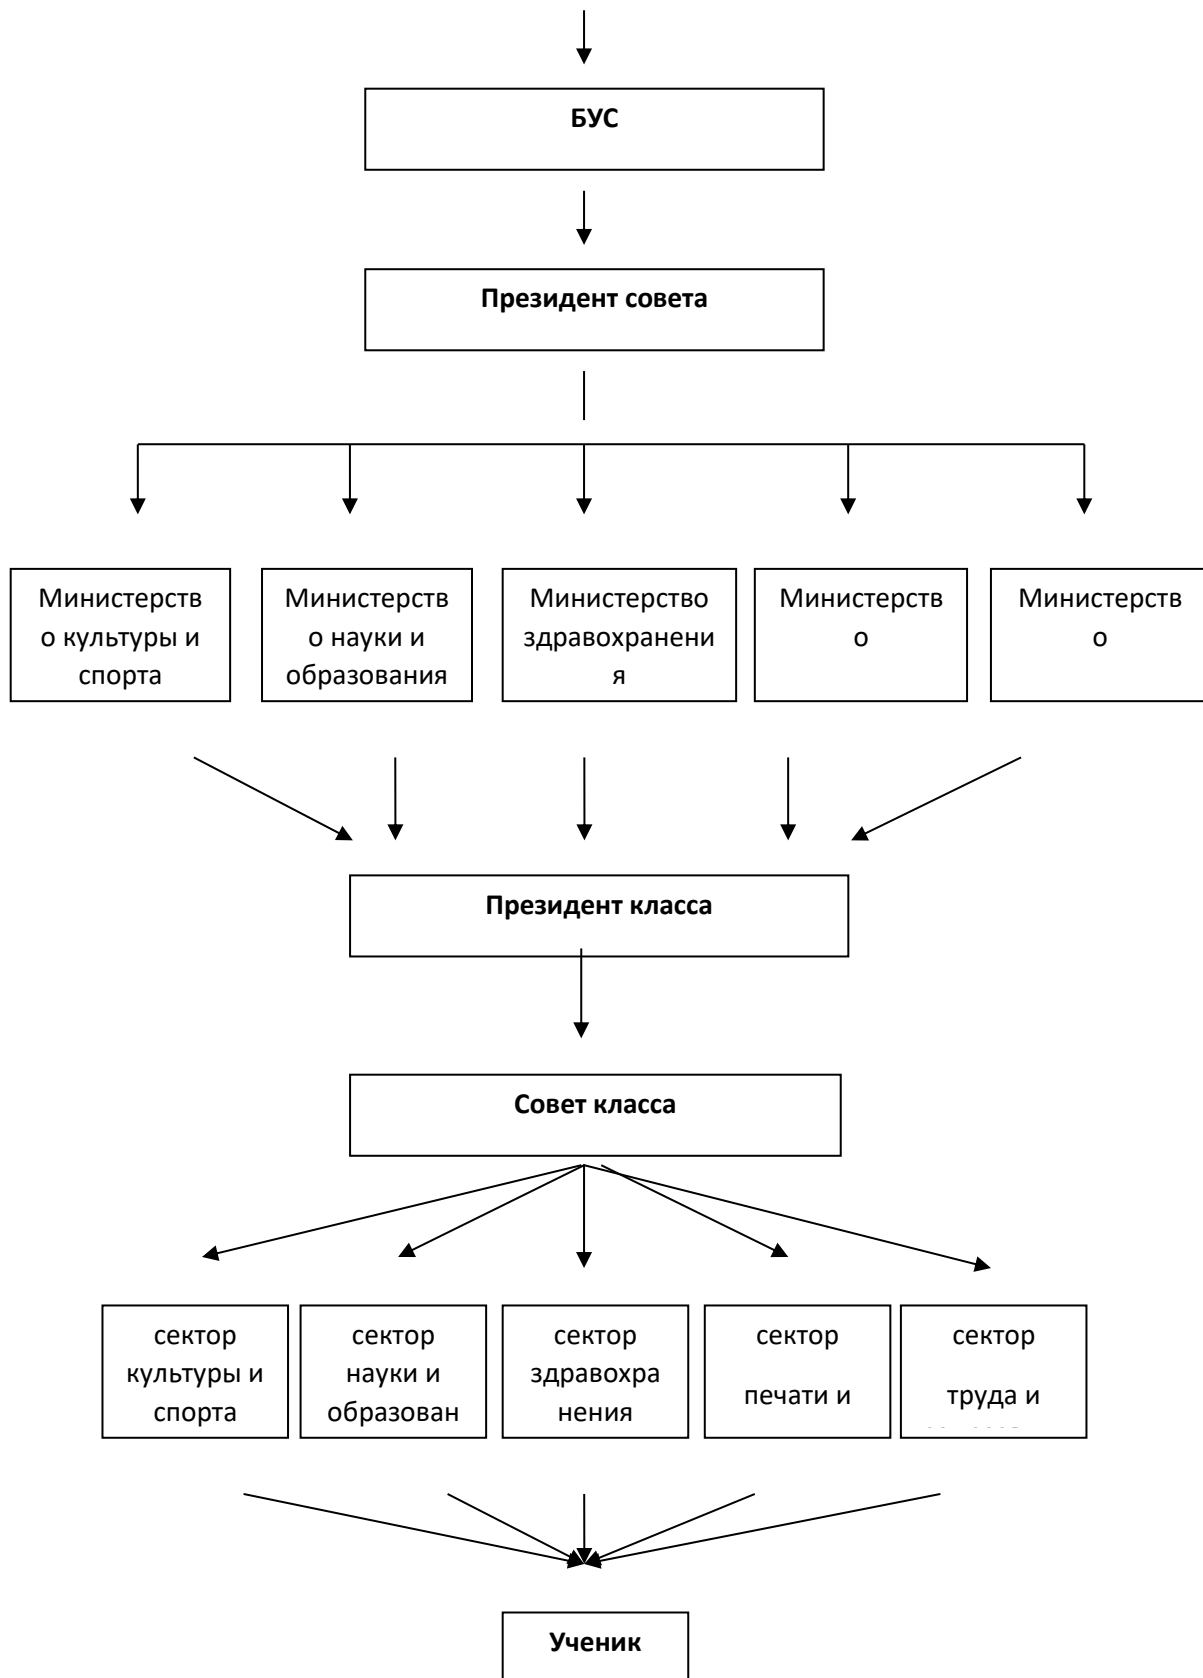 БУС
Президент совета
Министерств
о культуры и
спорта
Министерств
о науки и
образования
Министерство
здравохранени
я
Министерств
о
Министерств
о
Президент класса
Совет класса
сектор
культуры и
спорта
сектор
науки и
образован
сектор
здравохра
нения
сектор
печати и
сектор
труда и
Ученик